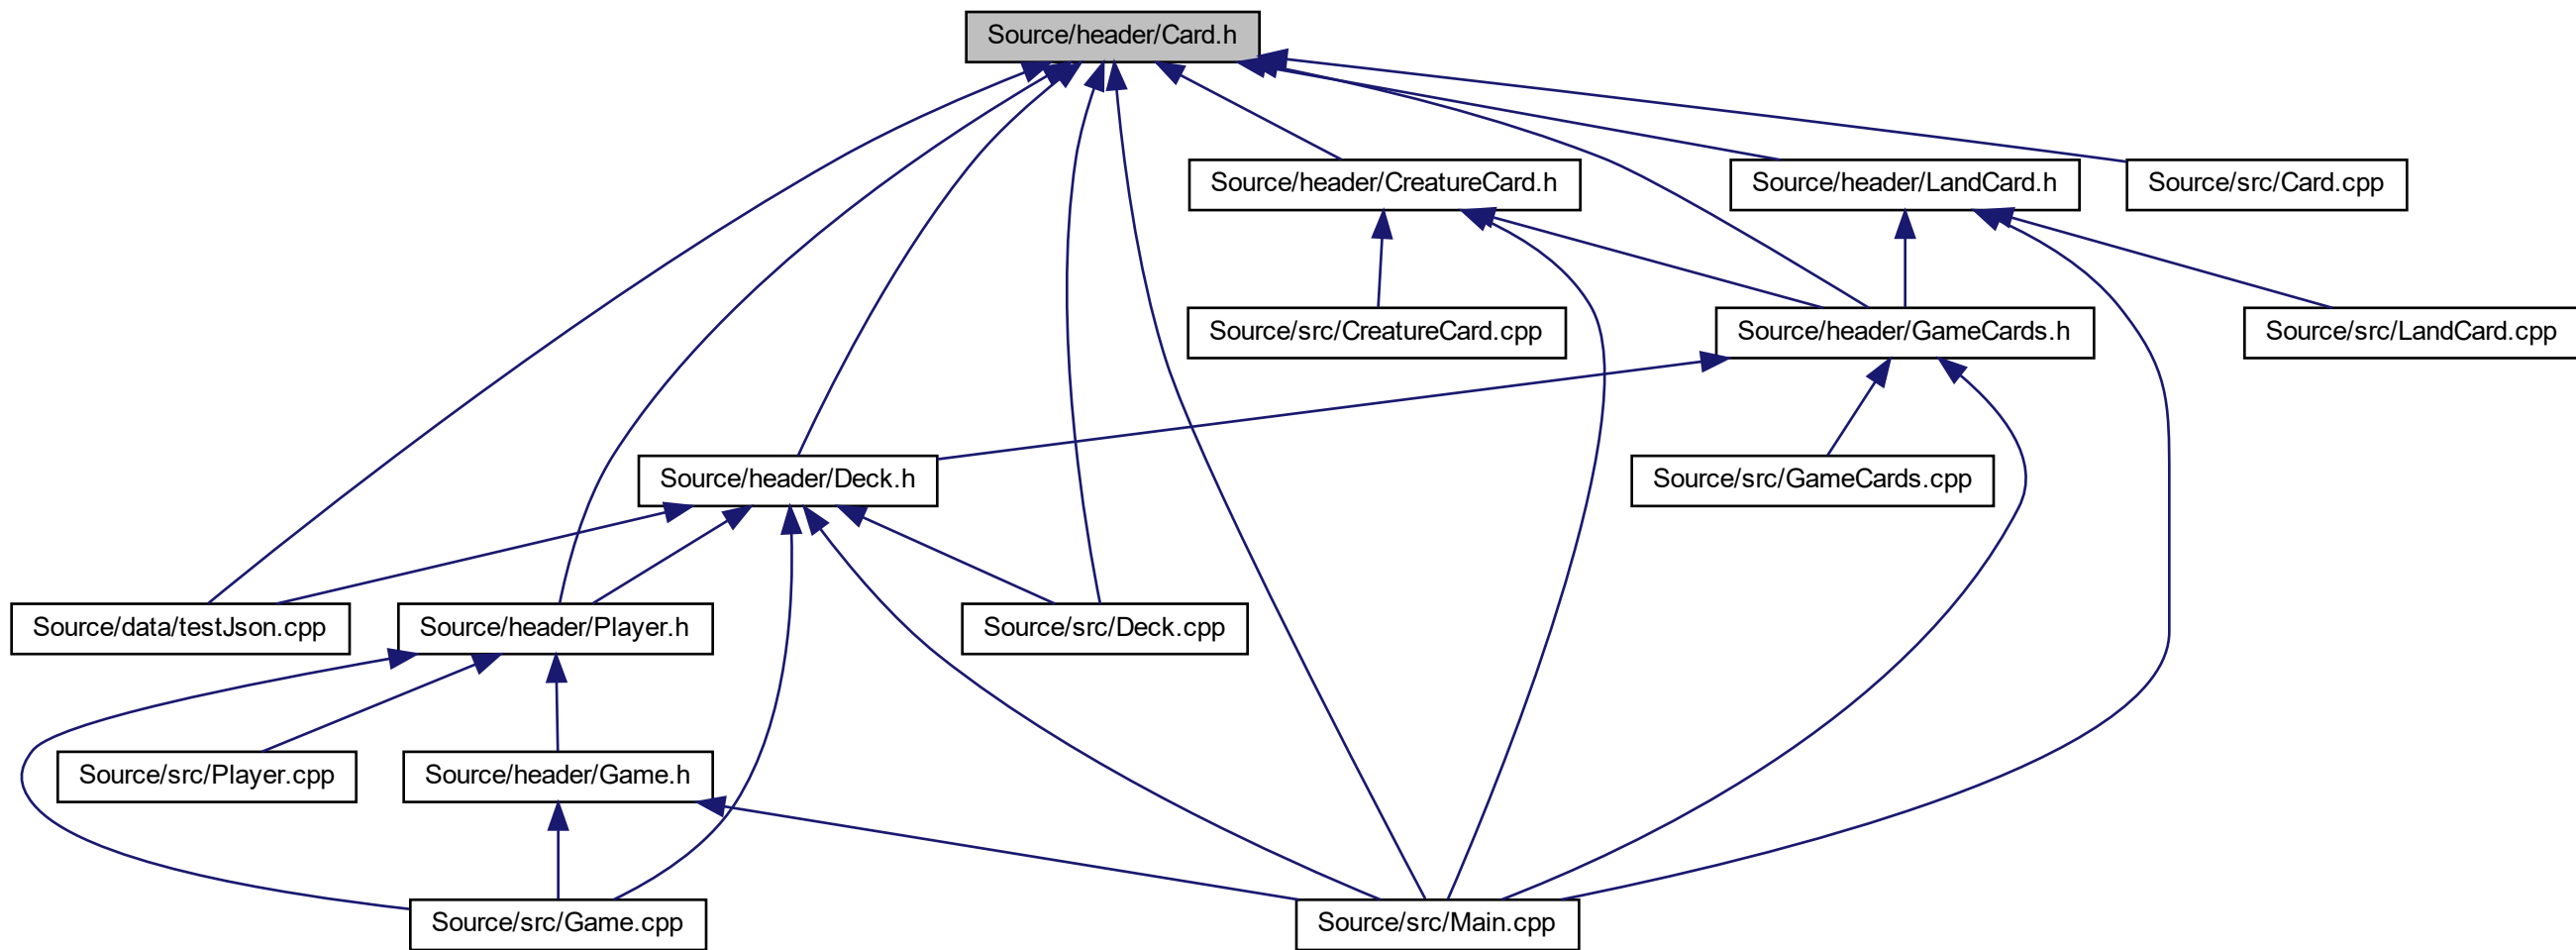 Source/header/Card.h
Source/header/CreatureCard.h
Source/header/LandCard.h
Source/src/Card.cpp
Source/src/CreatureCard.cpp
Source/header/GameCards.h
Source/src/LandCard.cpp
Source/header/Deck.h
Source/src/GameCards.cpp
Source/data/testJson.cpp
Source/header/Player.h
Source/src/Deck.cpp
Source/src/Player.cpp
Source/header/Game.h
Source/src/Game.cpp
Source/src/Main.cpp